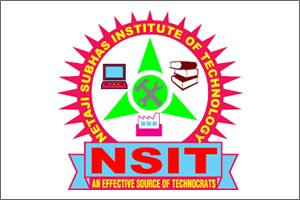 NETAJI SUBHAS INSTITUTE OF TECHNOLOGY
NSIT
AN EFFECTIVE SOURCE OF TECHNOCRATS